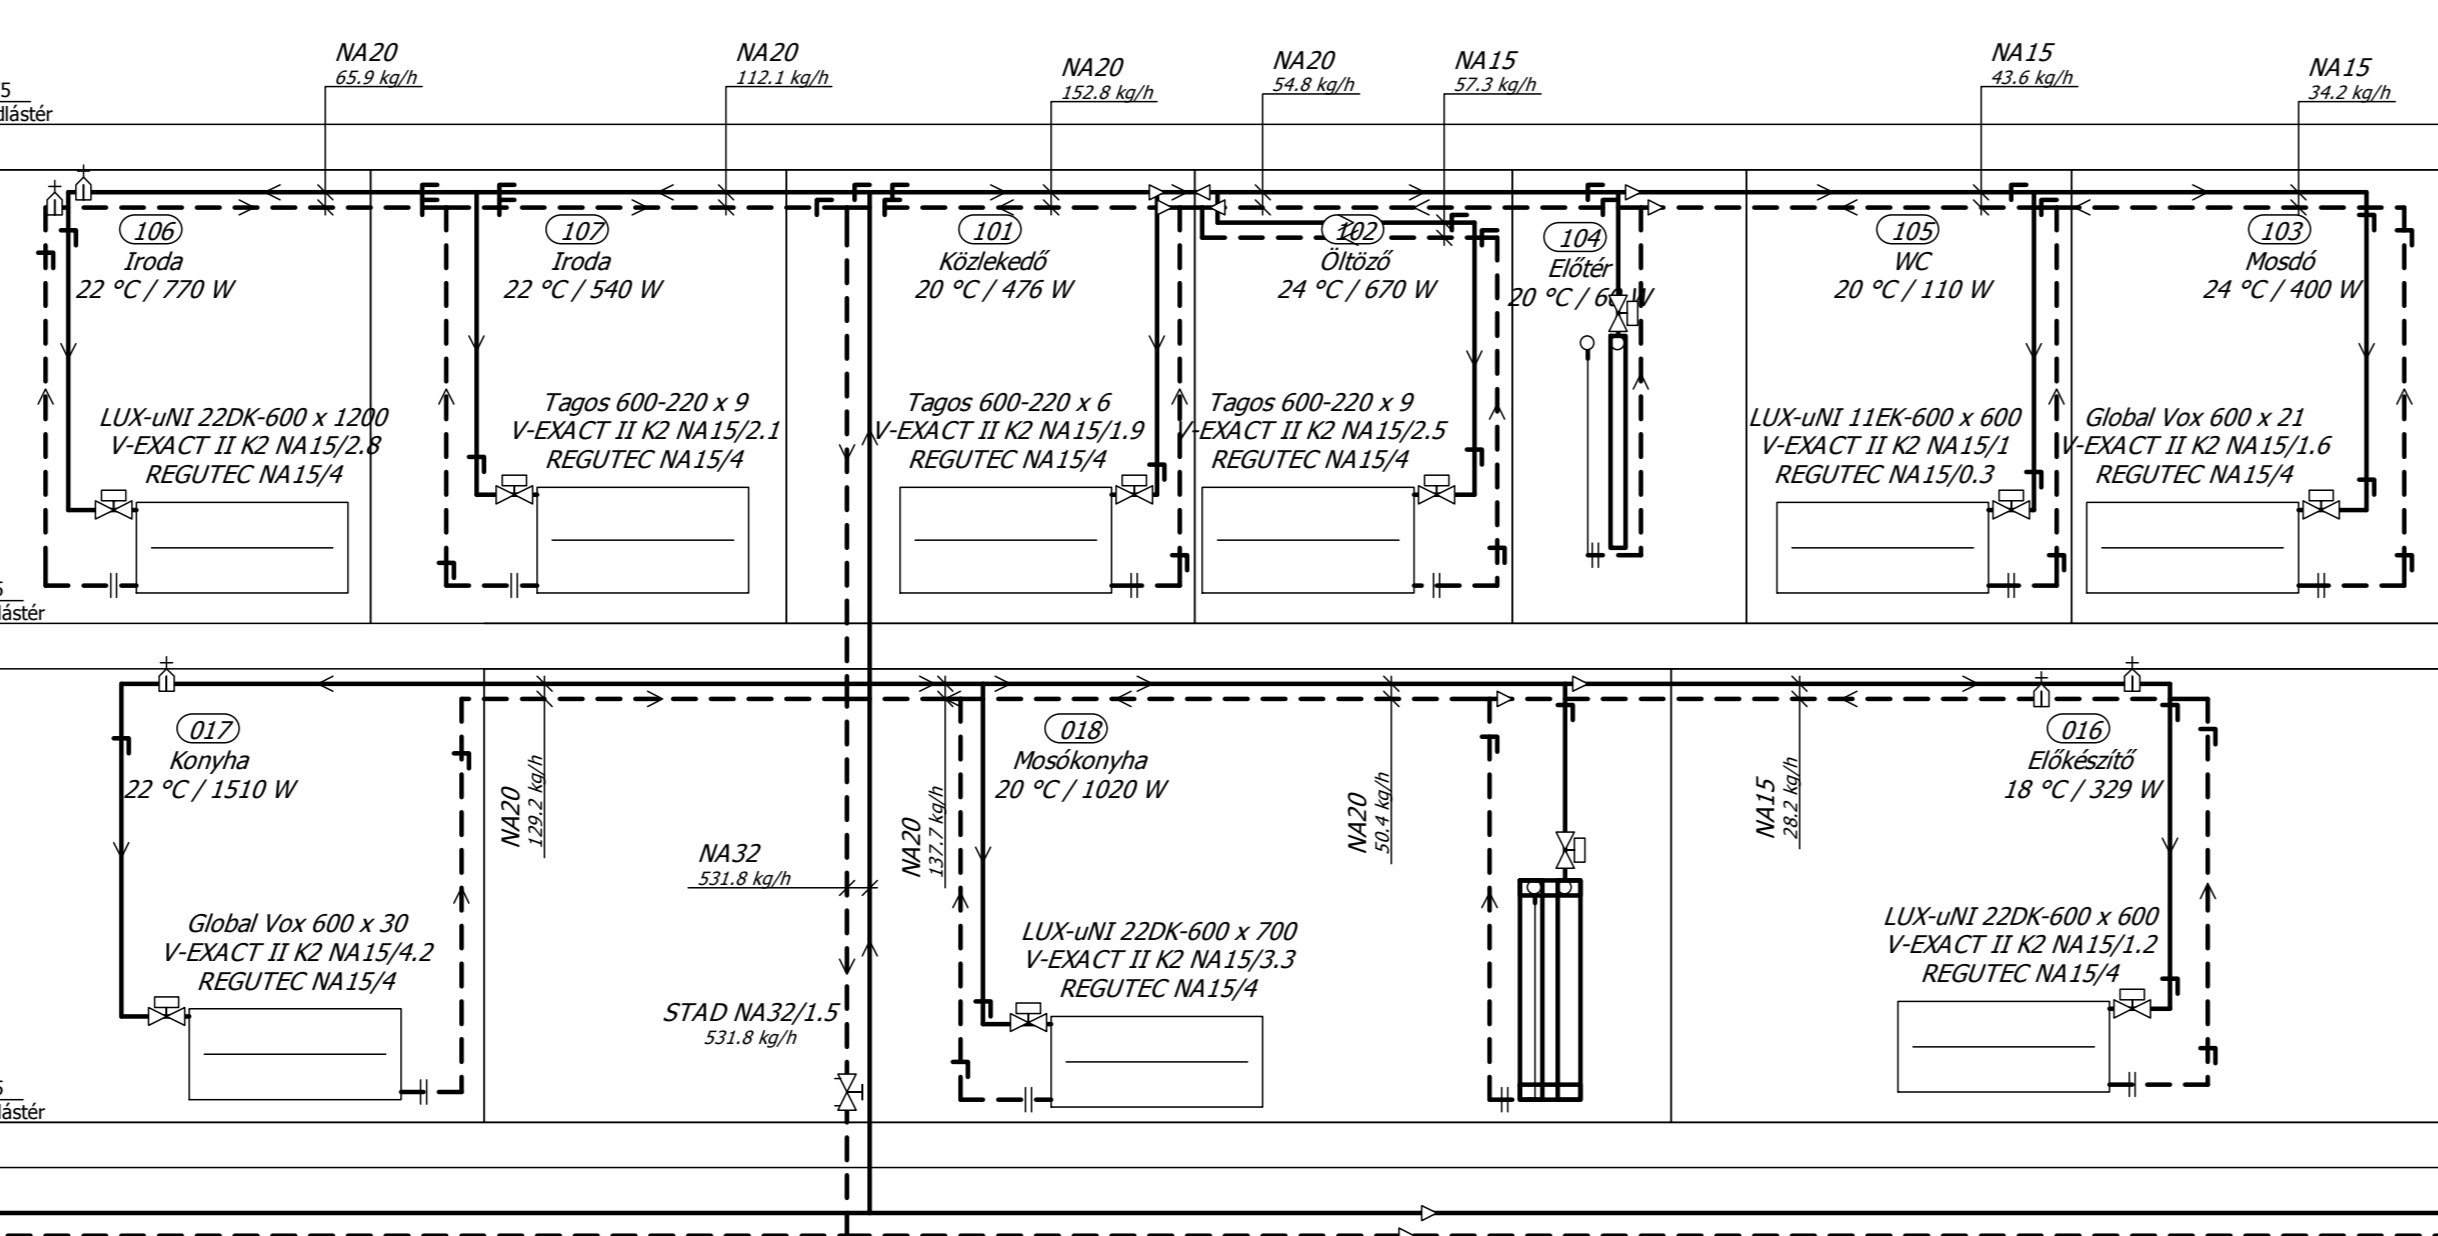 NA20
65.9 kg/h
NA20
112.1 kg/h
NA20
152.8 kg/h
NA20
54.8 kg/h
NA15
57.3 kg/h
NA15
43.6 kg/h
NA15
34.2 kg/h
106
Iroda
22 °C / 770 W
107
Iroda
22 °C / 540 W
101
Közlekedő
20 °C / 476 W
102
Öltöző
24 °C / 670 W
104
Előtér
20 °C /
105
WC
20 °C / 110 W
103
Mosdó
24 °C / 400 W
LUX-uNI 22DK-600 x 1200
V-EXACT II K2 NA15/2.8
REGUTEC NA15/4
Tagos 600-220 x 9
V-EXACT II K2 NA15/2.1
REGUTEC NA15/4
Tagos 600-220 x 6
V-EXACT II K2 NA15/1.9
REGUTEC NA15/4
Tagos 600-220 x 9
V-EXACT II K2 NA15/2.5
REGUTEC NA15/4
LUX-uNI 11EK-600 x 600
V-EXACT II K2 NA15/1
REGUTEC NA15/0.3
Global Vox 600 x 21
V-EXACT II K2 NA15/1.6
REGUTEC NA15/4
017
Konyha
22 °C / 1510 W
NA20
129.2 kg/h
NA32
531.8 kg/h
NA20
137.7 kg/h
018
Mosókonyha
20 °C / 1020 W
NA20
50.4 kg/h
NA15
28.2 kg/h
016
Előkészítő
18 °C / 329 W
Global Vox 600 x 30
V-EXACT II K2 NA15/4.2
REGUTEC NA15/4
STAD NA32/1.5
531.8 kg/h
LUX-uNI 22DK-600 x 700
V-EXACT II K2 NA15/3.3
REGUTEC NA15/4
LUX-uNI 22DK-600 x 600
V-EXACT II K2 NA15/1.2
REGUTEC NA15/4